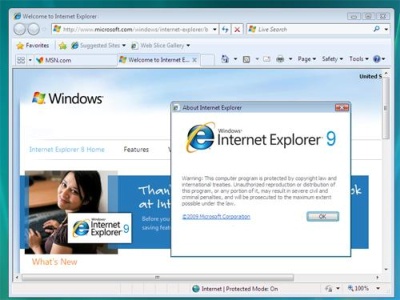 Welcome to Internet Explorer
http://www.microsoft.com/windows/internet-explorer/b
Live Search
Favorites
Suggested Sites
Web Slice Gallery
MSN.com
Welcome to Internet E...
Page
Safety
Tools
United S
Windows
Internet Explorer 8 Home
Features
About Internet Explorer
Windows
Internet Explorer 9
Warning: This computer program is protected by copyright law and
international treaties. Unauthorized reproduction or distribution of
this program, or any portion of it, may result in severe civil and
criminal penalties, and will be prosecuted to the maximum extent
possible under the law.
©2009 Microsoft Corporation
OK
Than
ok
at
Before you
saving featu
Windows
Internet
Explorer 9
What's New
Internet | Protected Mode: On
100%